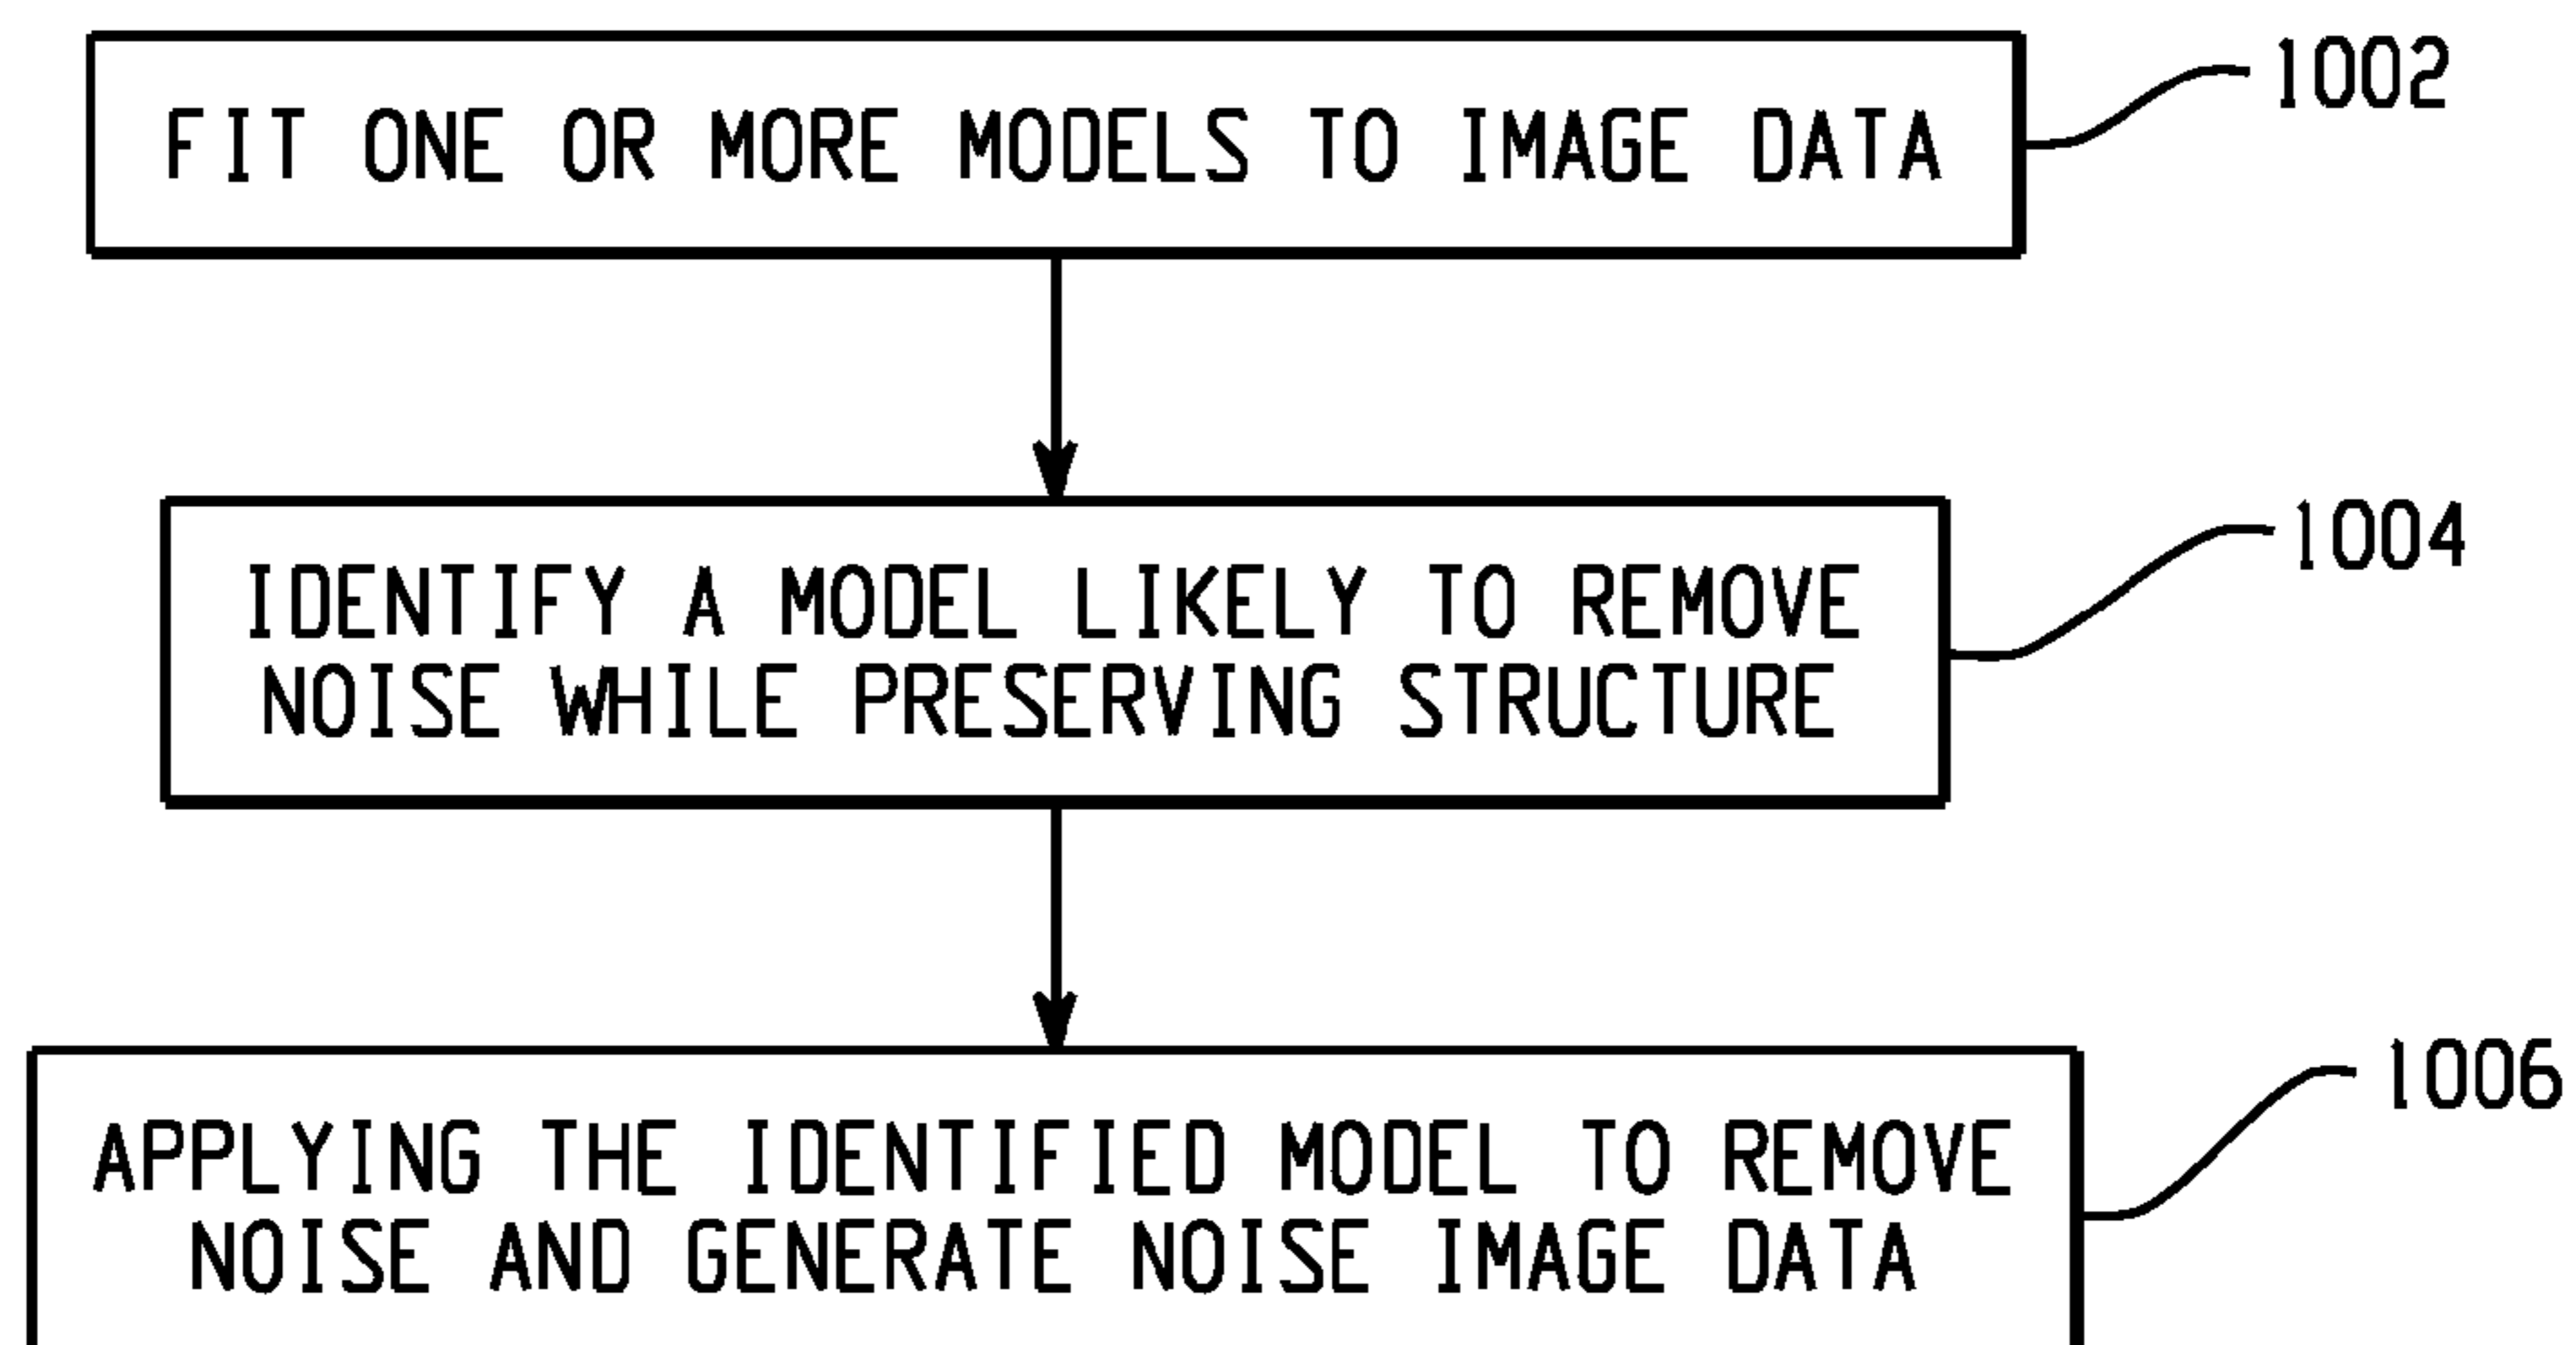 FIT ONE OR MORE MODELS TO IMAGE DATA
1002
IDENTIFY A MODEL LIKELY TO REMOVE
NOISE WHILE PRESERVING STRUCTURE
1004
APPLYING THE IDENTIFIED MODEL TO REMOVE
NOISE AND GENERATE NOISE IMAGE DATA
1006